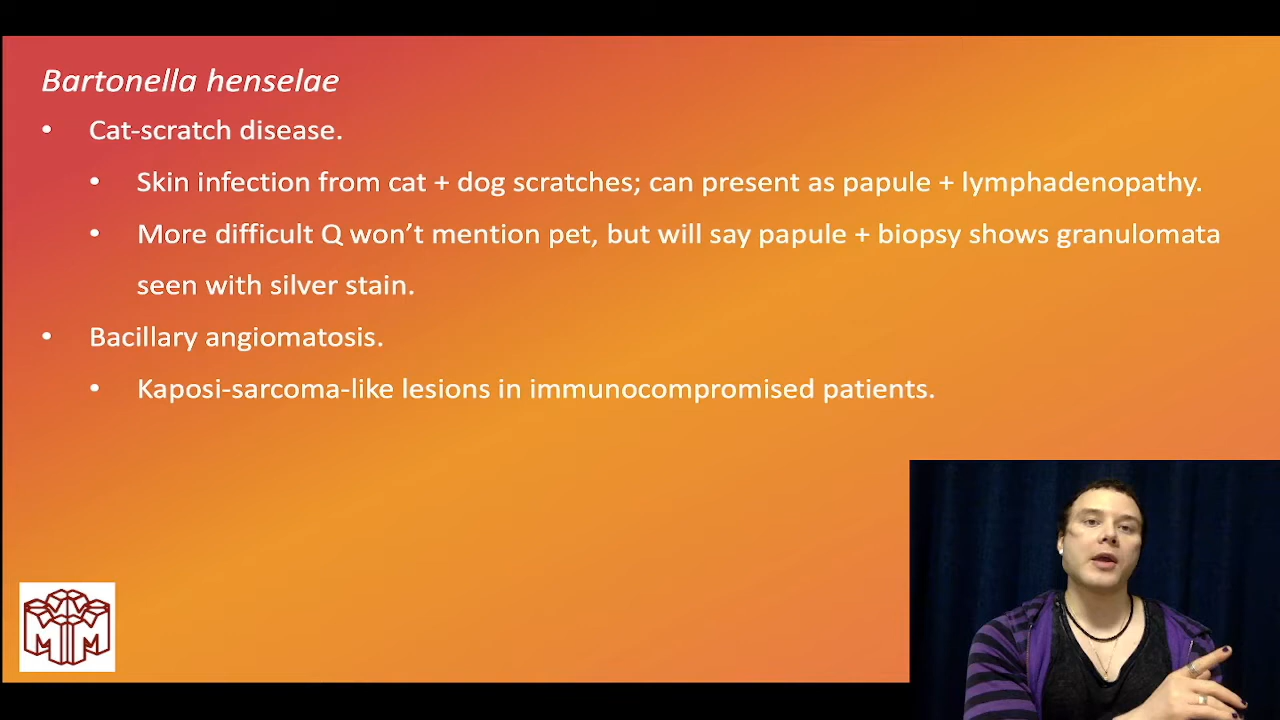 Bartonella henselae
• Cat-scratch disease.
• Skin infection from cat + dog scratches; can present as papule + lymphadenopathy.
• More difficult Q won't mention pet, but will say papule + biopsy shows granulomata
seen with silver stain.
• Bacillary angiomatosis.
• Kaposi-sarcoma-like lesions in immunocompromised patients.
M M